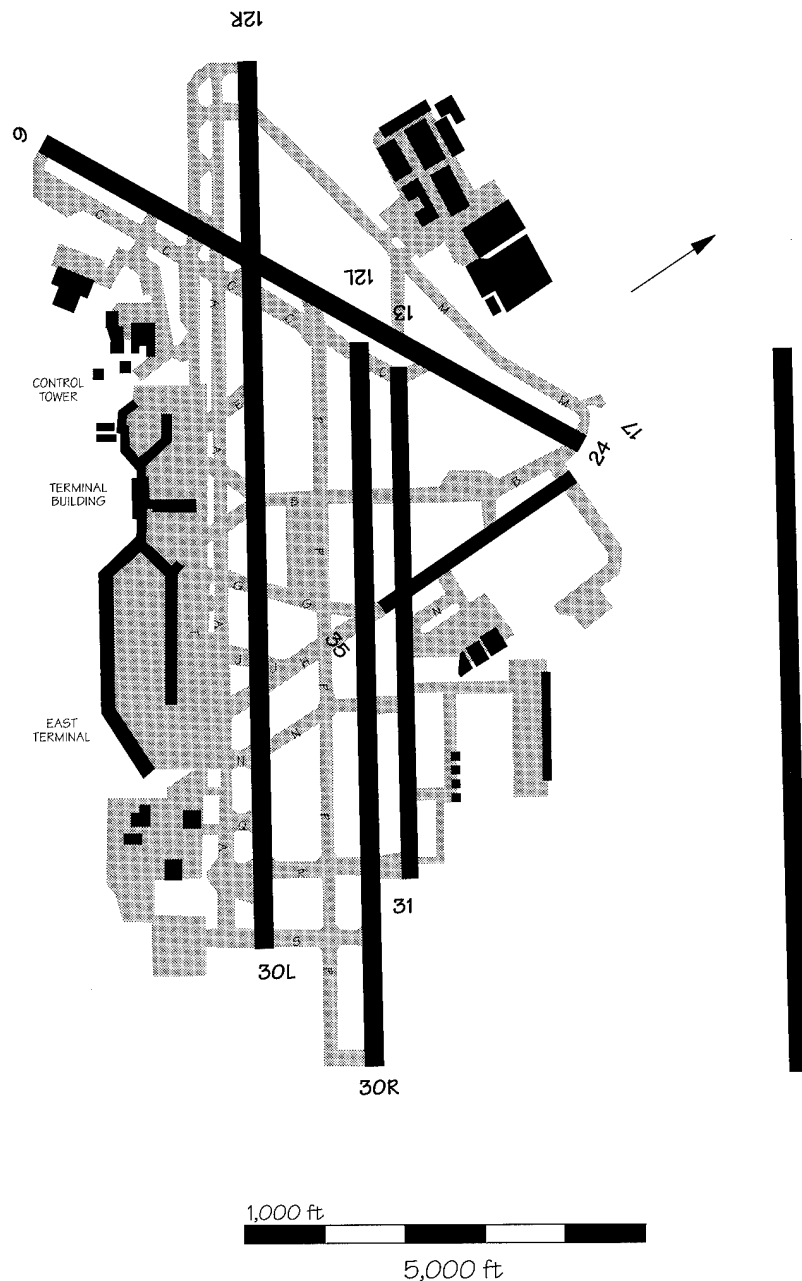 12R
6
C
C
C
C
12L
13
C
M
M
17
24
CONTROL
TOWER
A
E
F
A
TERMINAL
BUILDING
B
B
F
G
G
N
35
T
A
J
F
EAST
TERMINAL
N
N
F
Q
A
P
31
S
30L
F
30R
1,000 ft
5,000 ft